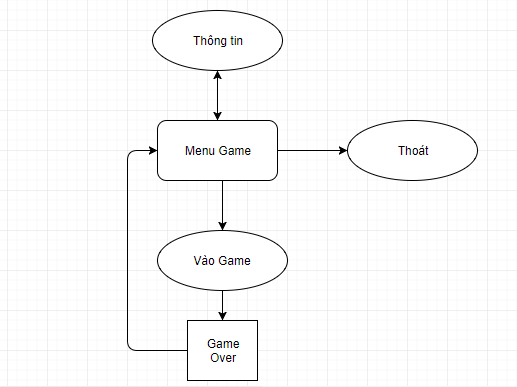 Thông tin
Menu Game
Thoát
Vào Game
Game
Over